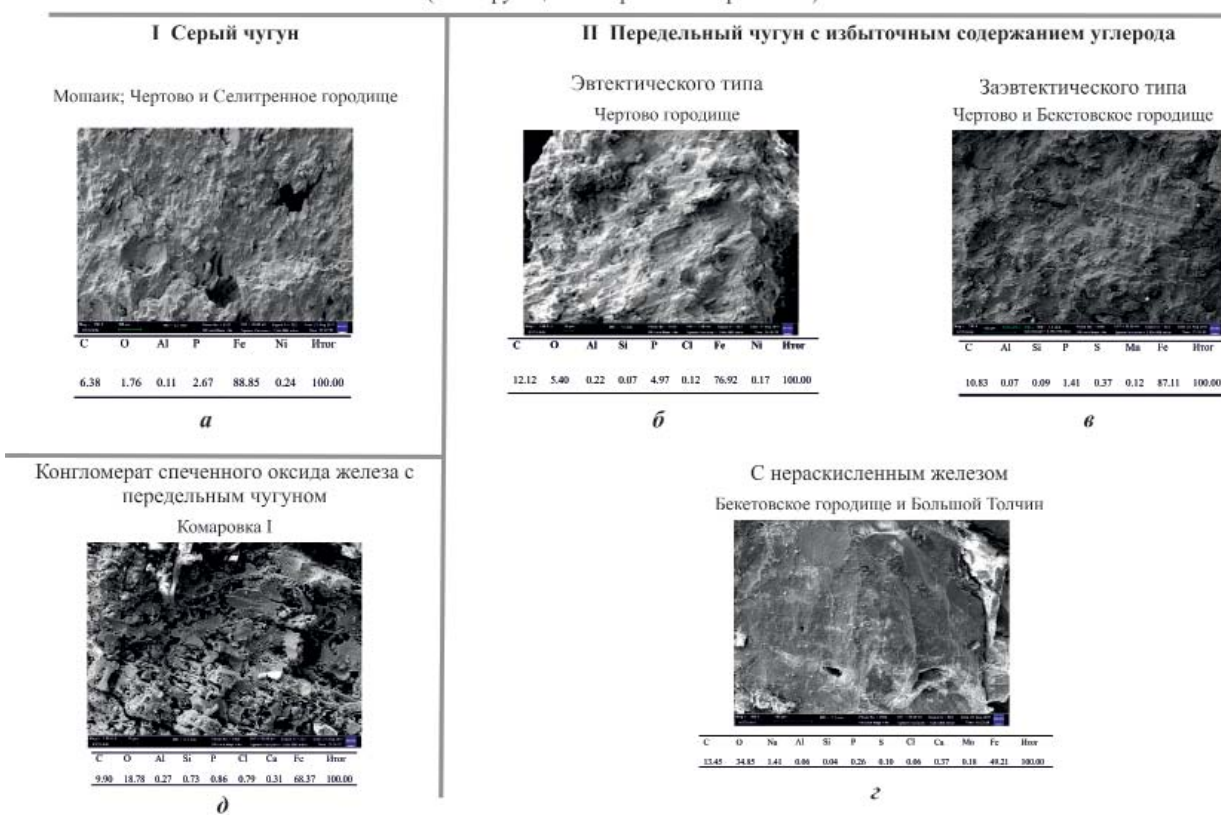 I Серый чугун
Мошаик; Чертово и Селитренное городище
C O Al P Fe Ni Итог
6.38 1.76 0.11 2.67 88.85 0.24 100.00
а
II Передельный чугун с избыточным содержанием углерода
Эвтектического типа
Чертово городище
C O Al Si P Cl Fe Ni Итог
12.12 5.40 0.22 0.07 4.97 0.12 76.92 0.17 100.00
б
Заэвтектического типа
Чертово и Бекетовское городище
C Al Si P S Mn Fe Итог
10.83 0.07 0.09 1.41 0.37 0.12 87.11 100.00
в
Конгломерат спеченного оксида железа с
передельным чугуном
Комаровка I
C O Al Si P Cl Ca Fe Итог
9.90 18.78 0.27 0.73 0.86 0.79 0.31 68.37 100.00
д
С нераскисленным железом
Бекетовское городище и Большой Толчин
C O Na Al Si P S Cl Ca Fe Итог
13.45 34.85 1.41 0.06 0.04 0.26 0.10 0.06 0.37 0.18 49.21 100.00
г